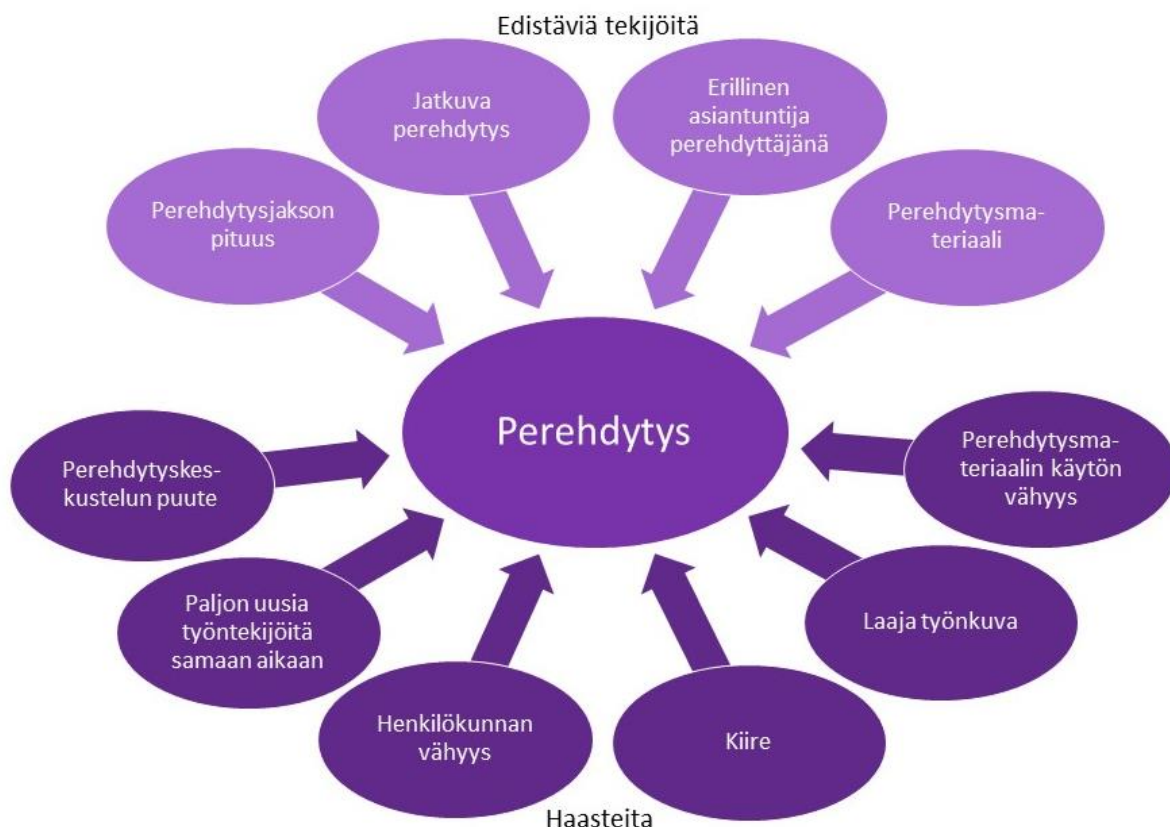 Edistäviä tekijöitä
Jatkuva
perehdytys
Erillinen
asiantuntija
perehdyttäjänä
Perehdytysjakson
pituus
Perehdytysma-
teriaali
Perehdytys
Perehdytyskes-
kustelun puute
Perehdytysma-
teriaalin käytön
vähyys
Paljon uusia
työntekijöitä
samaan aikaan
Laaja työnkuva
Henkilökunnan
vähyys
Kiire
Haasteita